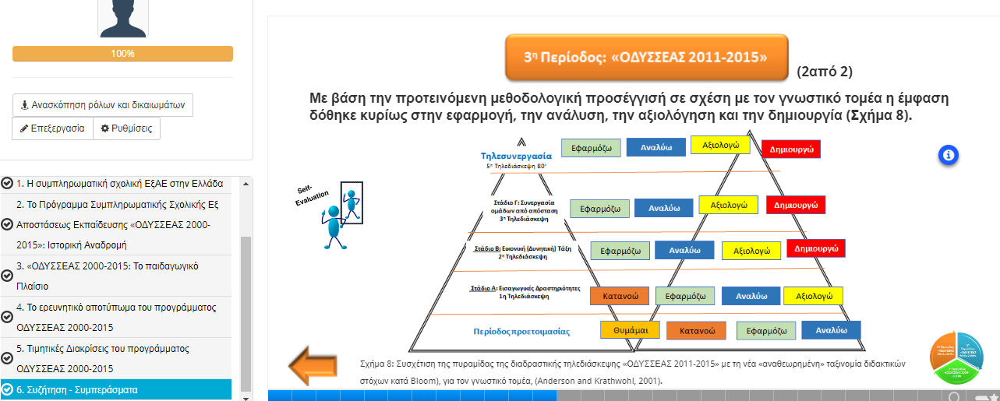 100%
Ανασκόπηση ρόλων και δικαιωμάτων
Επεξεργασία
Ρυθμίσεις
1. Η συμπληρωματική σχολική ΕξΑΕ στην Ελλάδα
2. Το Πρόγραμμα Συμπληρωματικής Σχολικής Εξ
Αποστάσεως Εκπαίδευσης «ΟΔΥΣΣΕΑΣ 2000-
2015»: Ιστορική Αναδρομή
3. «ΟΔΥΣΣΕΑΣ 2000-2015: Το παιδαγωγικό
Πλαίσιο
4. Το ερευνητικό αποτύπωμα του προγράμματος
ΟΔΥΣΣΕΑΣ 2000-2015
5. Τιμητικές Διακρίσεις του προγράμματος
ΟΔΥΣΣΕΑΣ 2000-2015
6. Συζήτηση - Συμπεράσματα
3η Περίοδος: «ΟΔΥΣΣΕΑΣ 2011-2015»
(2από 2)
Με βάση την προτεινόμενη μεθοδολογική προσέγγισή σε σχέση με τον γνωστικό τομέα η έμφαση
δόθηκε κυρίως στην εφαρμογή, την ανάλυση, την αξιολόγηση και την δημιουργία (Σχήμα 8).
Self-
Evaluation
Τηλεσυνεργασία
5η Τηλεδιάσκεψη 80'
Εφαρμόζω Αναλύω Αξιολογώ Δημιουργώ
Στάδιο Γ: Συνεργασία
ομάδων από απόσταση
3η Τηλεδιάσκεψη
Εφαρμόζω Αναλύω Αξιολογώ Δημιουργώ
Στάδιο Β: Εικονική (Δυνητική) Τάξη
2η Τηλεδιάσκεψη
Εφαρμόζω Αναλύω Αξιολογώ Δημιουργώ
Στάδιο Α: Εισαγωγικές Δραστηριότητες
1η Τηλεδιάσκεψη
Κατανοώ Εφαρμόζω Αναλύω Αξιολογώ
Περίοδος προετοιμασίας
Θυμάμαι Κατανοώ Εφαρμόζω Αναλύω
Σχήμα 8: Συσχέτιση της πυραμίδας της διαδραστικής τηλεδιάσκεψης «ΟΔΥΣΣΕΑΣ 2011-2015» με τη νέα «αναθεωρημένη» ταξινομία διδακτικών
στόχων κατά Bloom), για τον γνωστικό τομέα, (Anderson and Krathwohl, 2001).